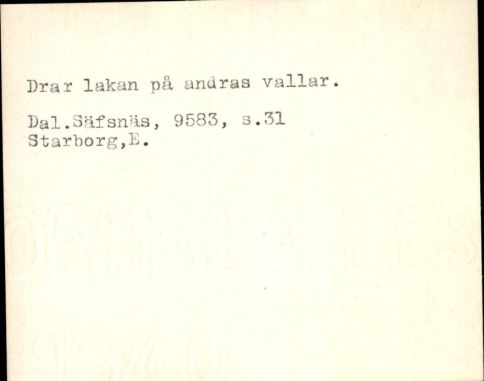 Drar lakan på andras vallar.
Dal.Säfsnäs, 9583, s.31
Starborg,E.